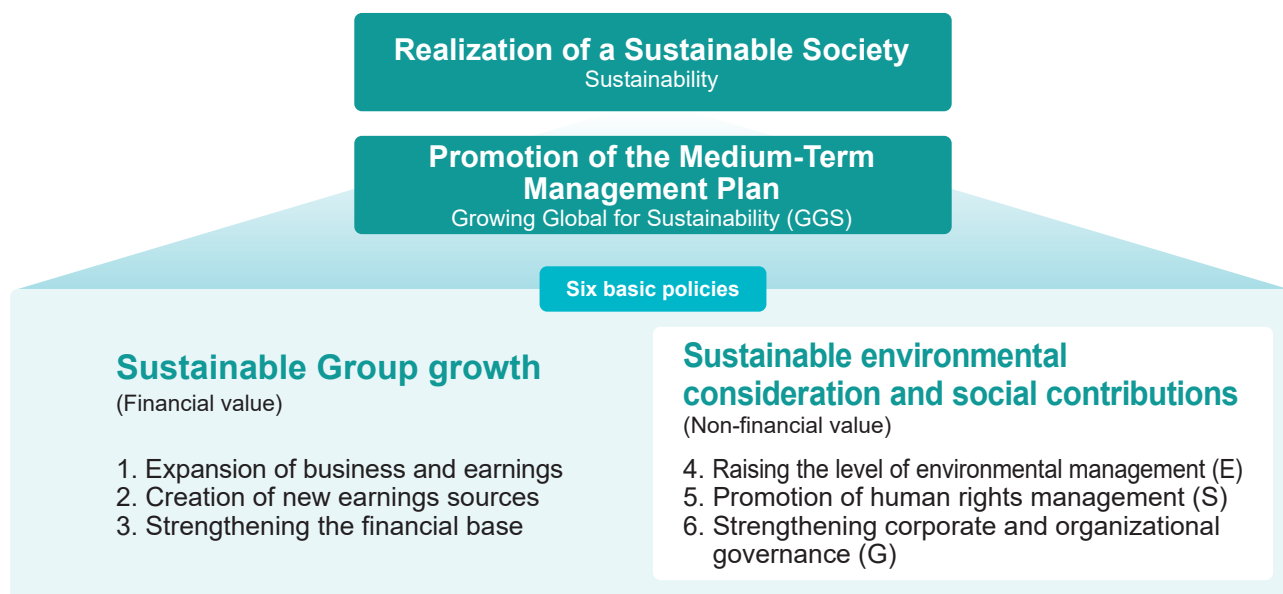 Realization of a Sustainable Society
Sustainability
Promotion of the Medium-Term
Management Plan
Growing Global for Sustainability (GGS)
Six basic policies
Sustainable Group growth
(Financial value)
1. Expansion of business and earnings
2. Creation of new earnings sources
3. Strengthening the financial base
Sustainable environmental
consideration and social contributions
(Non-financial value)
4. Raising the level of environmental management (E)
5. Promotion of human rights management (S)
6. Strengthening corporate and organizational
governance (G)